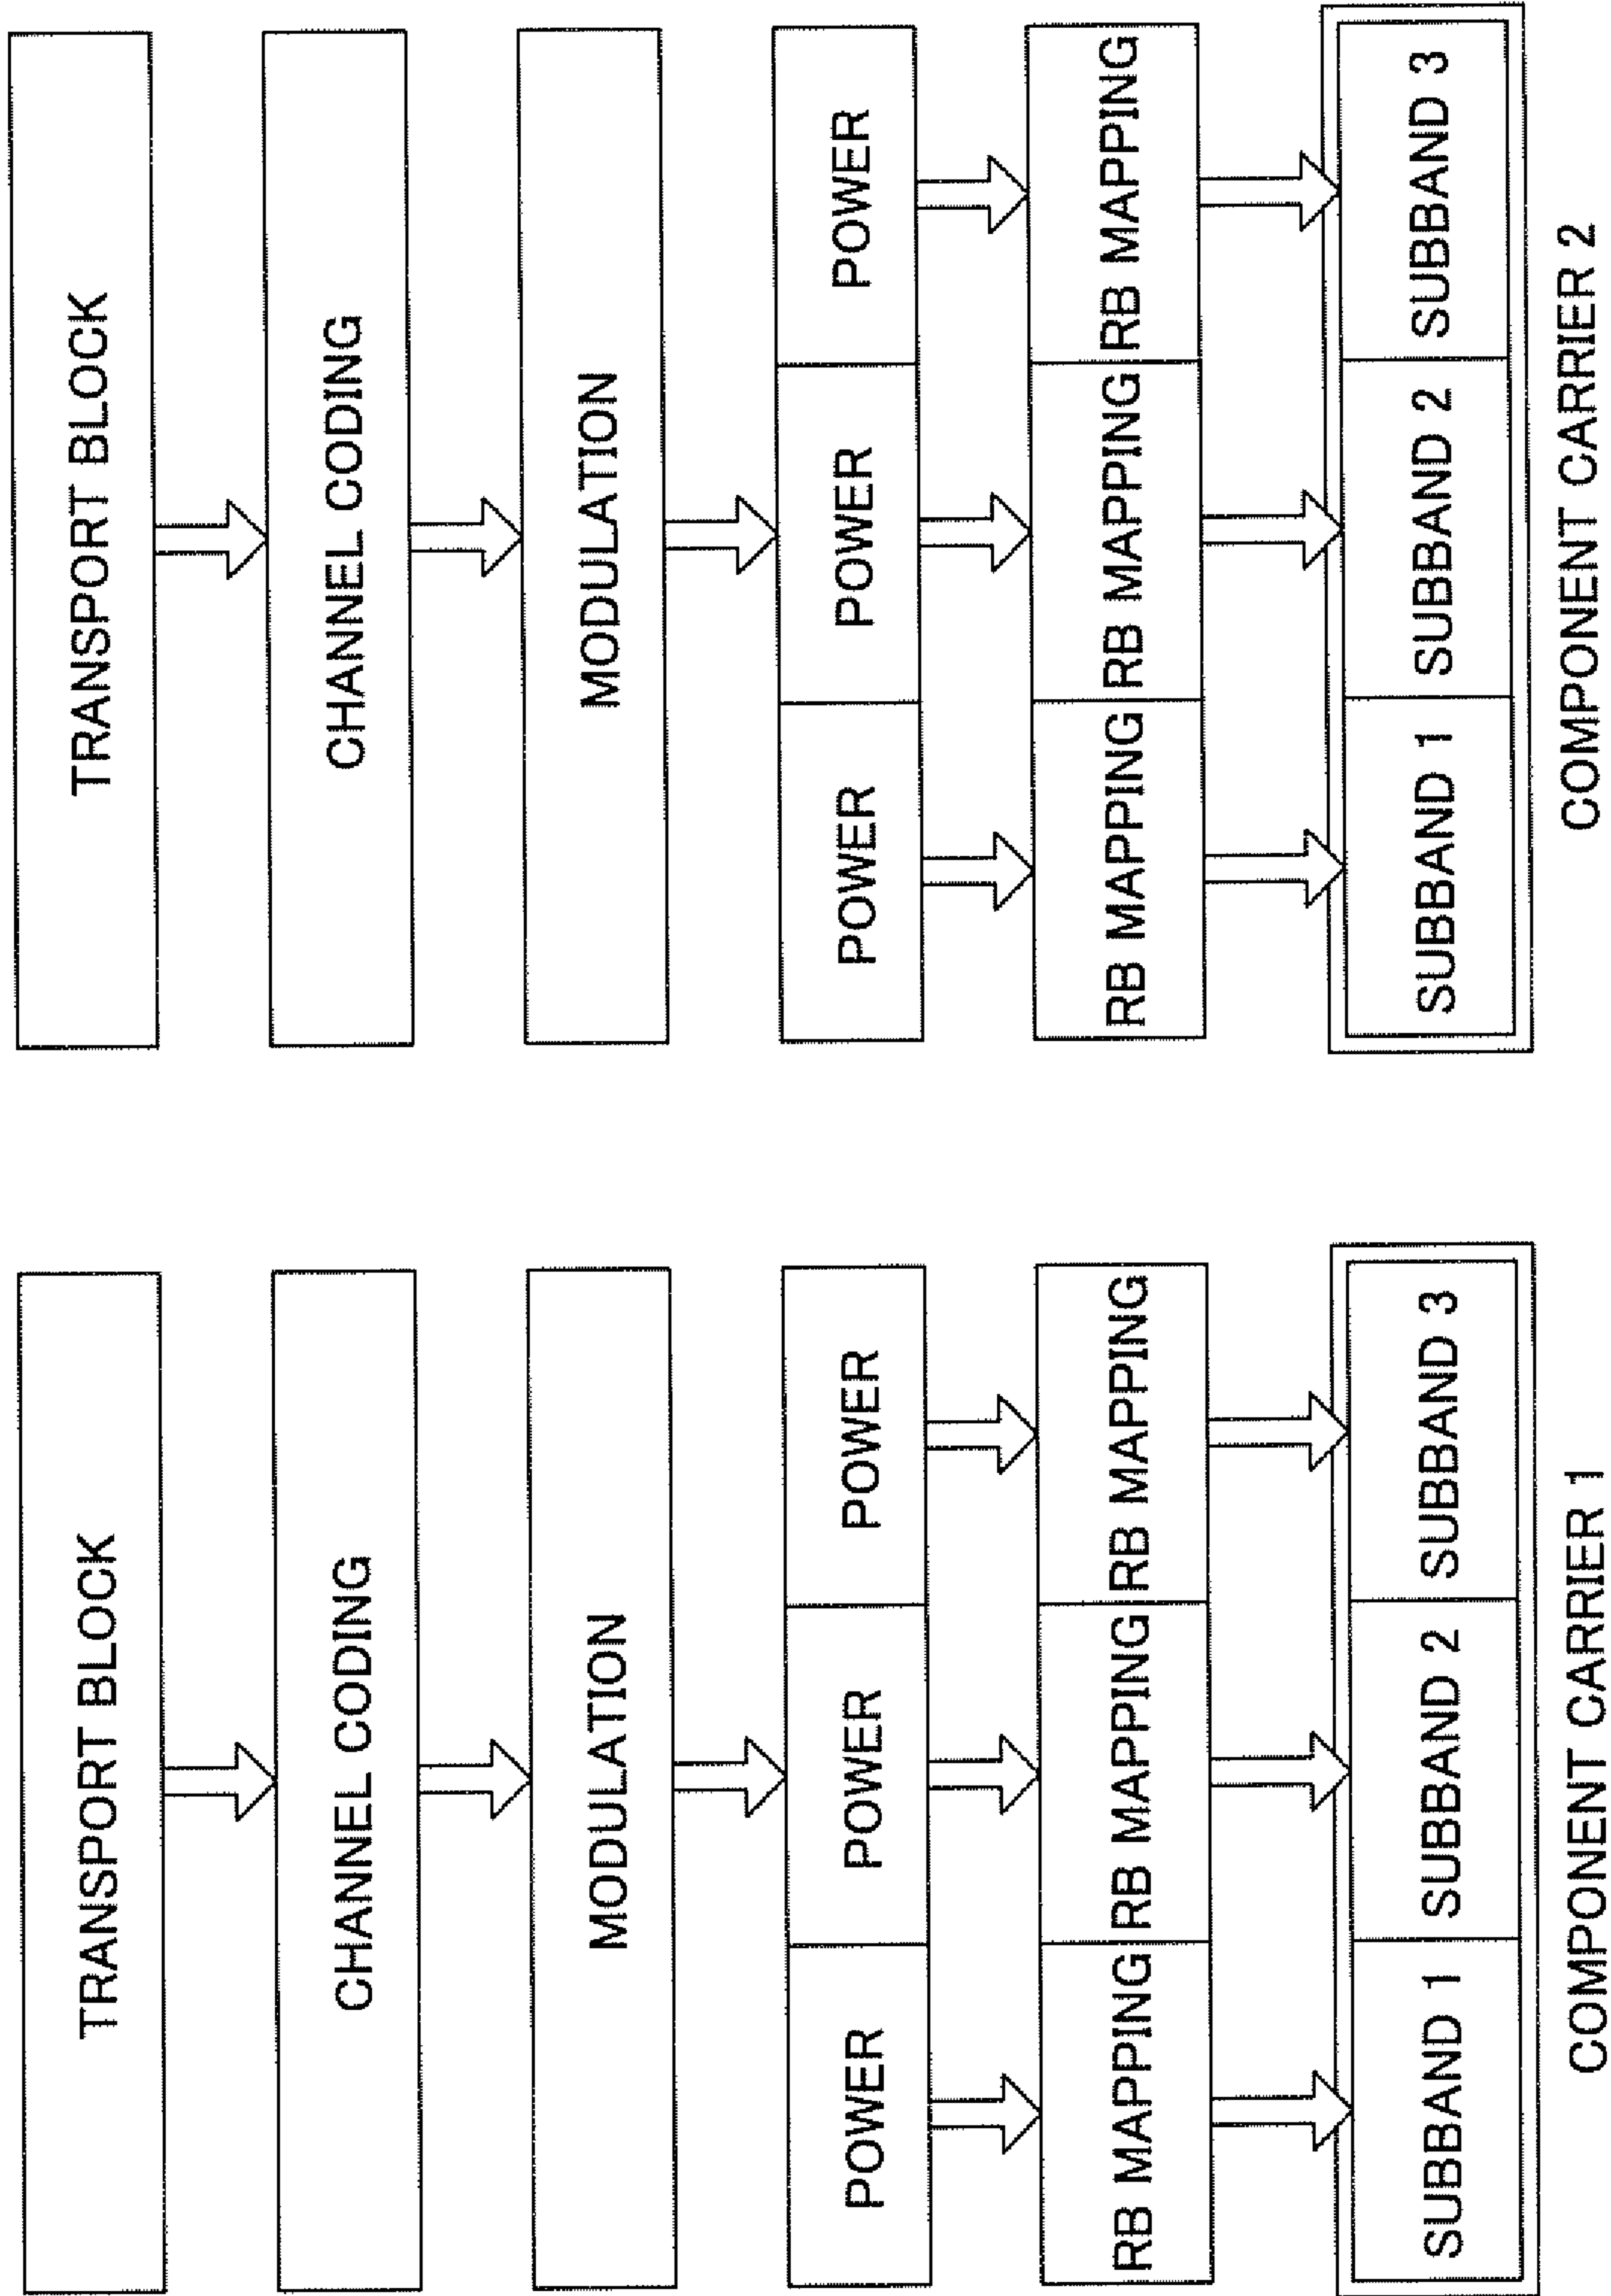 TRANSPORT BLOCK
CHANNEL CODING
MODULATION
POWER POWER POWER
RB MAPPING RB MAPPING RB MAPPING
SUBBAND 1 SUBBAND 2 SUBBAND 3
COMPONENT CARRIER 1
TRANSPORT BLOCK
CHANNEL CODING
MODULATION
POWER POWER POWER
RB MAPPING RB MAPPING RB MAPPING
SUBBAND 1 SUBBAND 2 SUBBAND 3
COMPONENT CARRIER 2